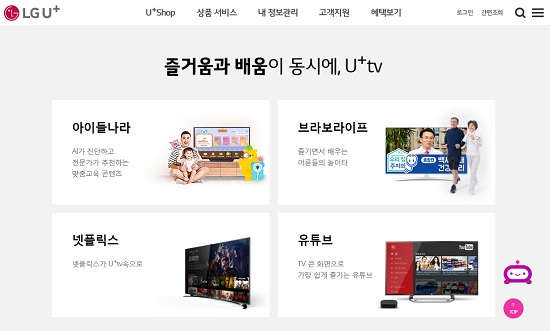 LG U+
U+Shop 상품 서비스 내 정보관리 고객지원 혜택보기 로그인 간편조회
즐거움과 배움이 동시에, U+tv
아이들나라
AI가 진단하고
전문가가 추천하는
맞춤교육 콘텐츠
브라보라이프
즐기면서 배우는
어른들의 놀이터
우리집
주치의
넷플릭스
넷플릭스가 U+tv속으로
유튜브
TV 큰 화면으로
가장 쉽게 즐기는 유튜브
YouTube
TOP